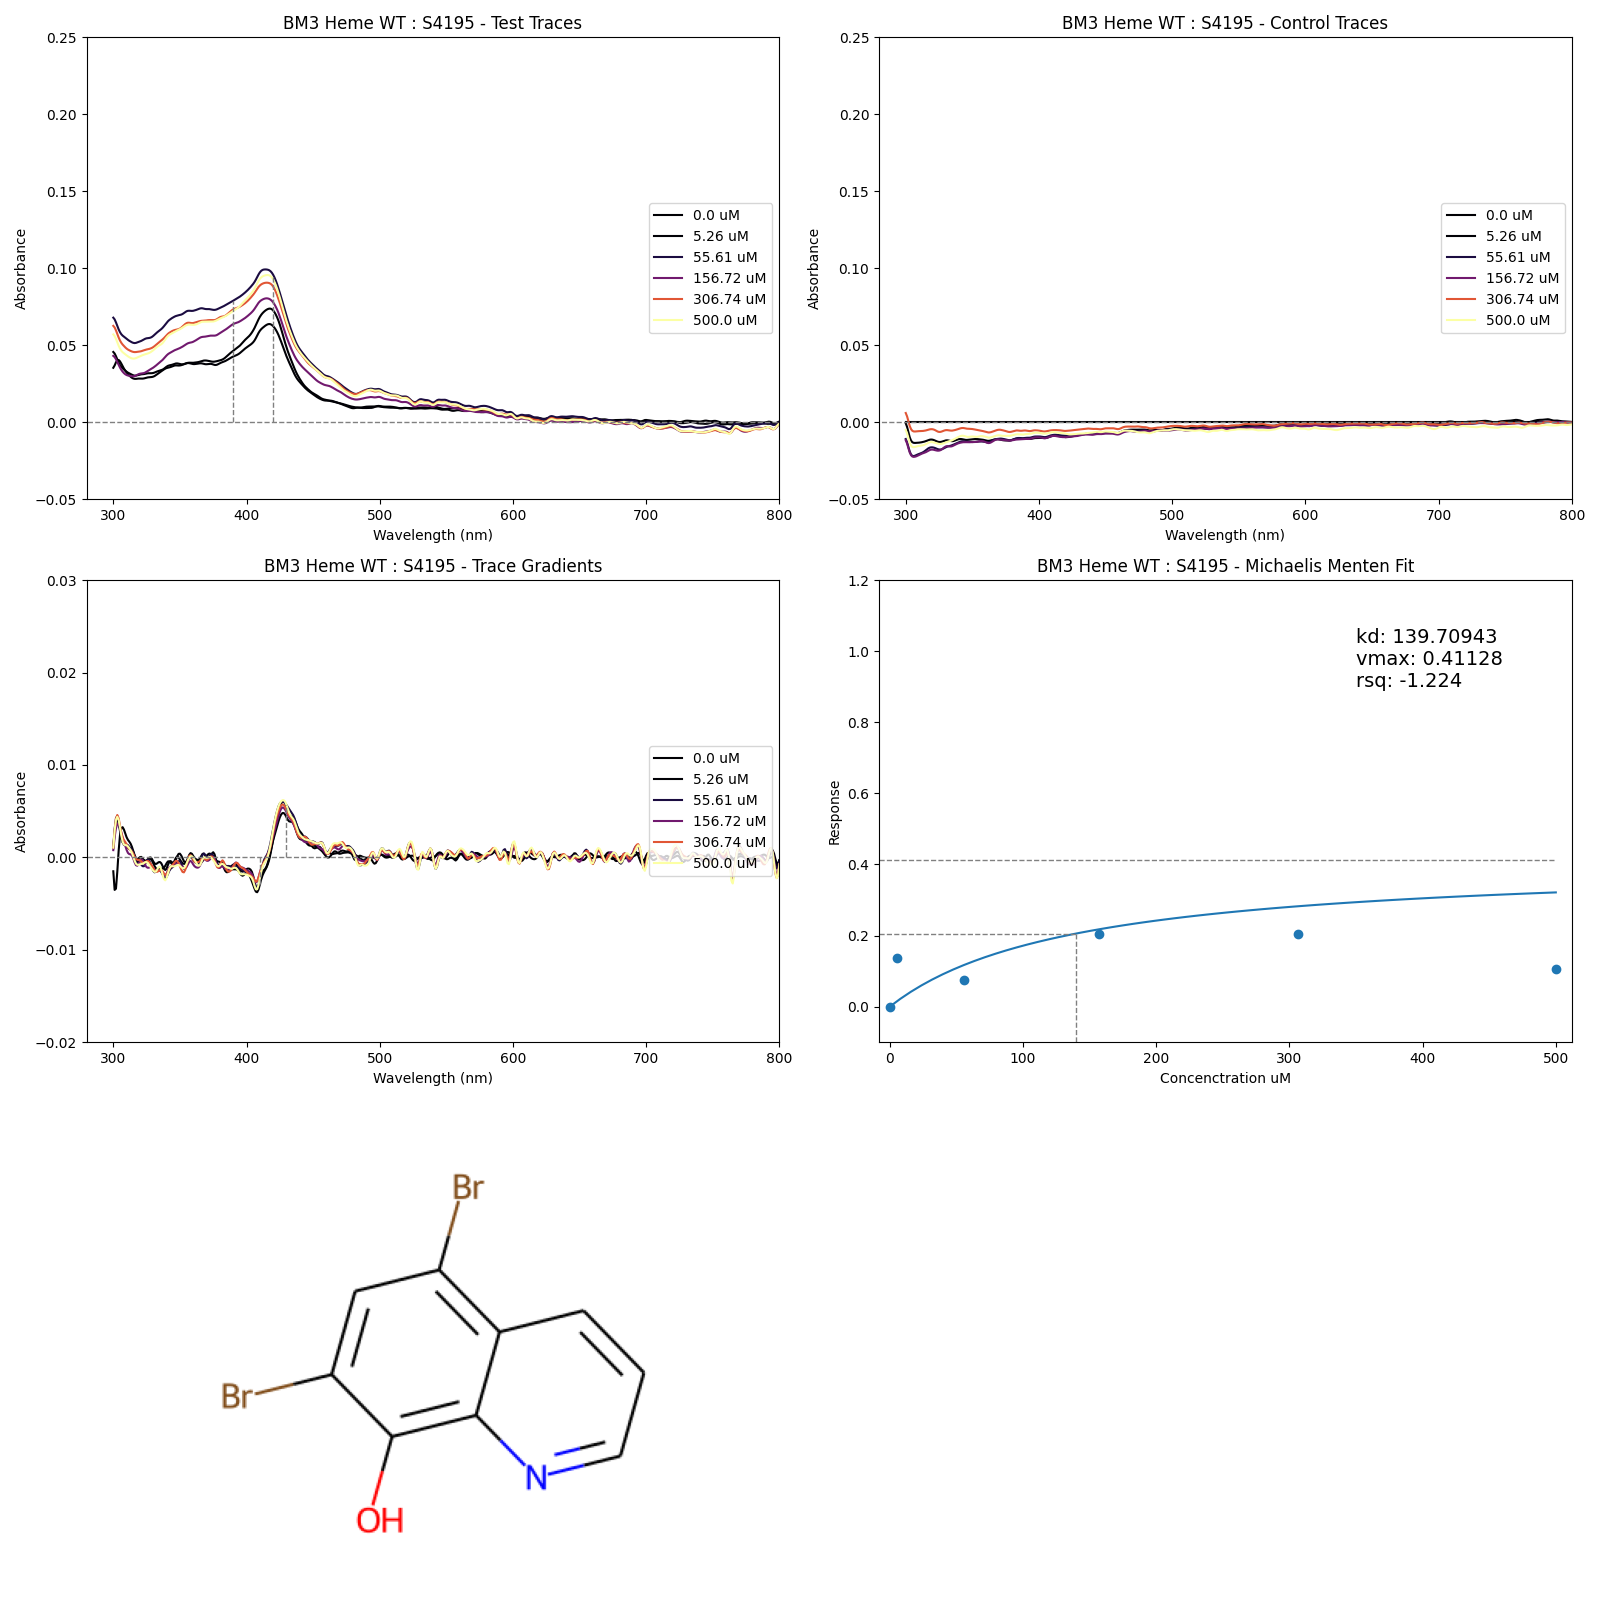 BM3 Heme WT : S4195 - Test Traces
0.25
0.20
0.15
0.10
0.05
0.00
−0.05
Absorbance
300
400
500
600
700
800
Wavelength (nm)
0.0 uM
5.26 uM
55.61 uM
156.72 uM
306.74 uM
500.0 uM
BM3 Heme WT : S4195 - Control Traces
0.25
0.20
0.15
0.10
0.05
0.00
−0.05
Absorbance
300
400
500
600
700
800
Wavelength (nm)
0.0 uM
5.26 uM
55.61 uM
156.72 uM
306.74 uM
500.0 uM
BM3 Heme WT : S4195 - Trace Gradients
0.03
0.02
0.01
0.00
−0.01
−0.02
Absorbance
300
400
500
600
700
800
Wavelength (nm)
0.0 uM
5.26 uM
55.61 uM
156.72 uM
306.74 uM
500.0 uM
BM3 Heme WT : S4195 - Michaelis Menten Fit
1.2
1.0
0.8
0.6
0.4
0.2
0.0
Response
kd: 139.70943
vmax: 0.41128
rsq: -1.224
0
100
200
300
400
500
Concenctration uM
Br
Br
N
OH